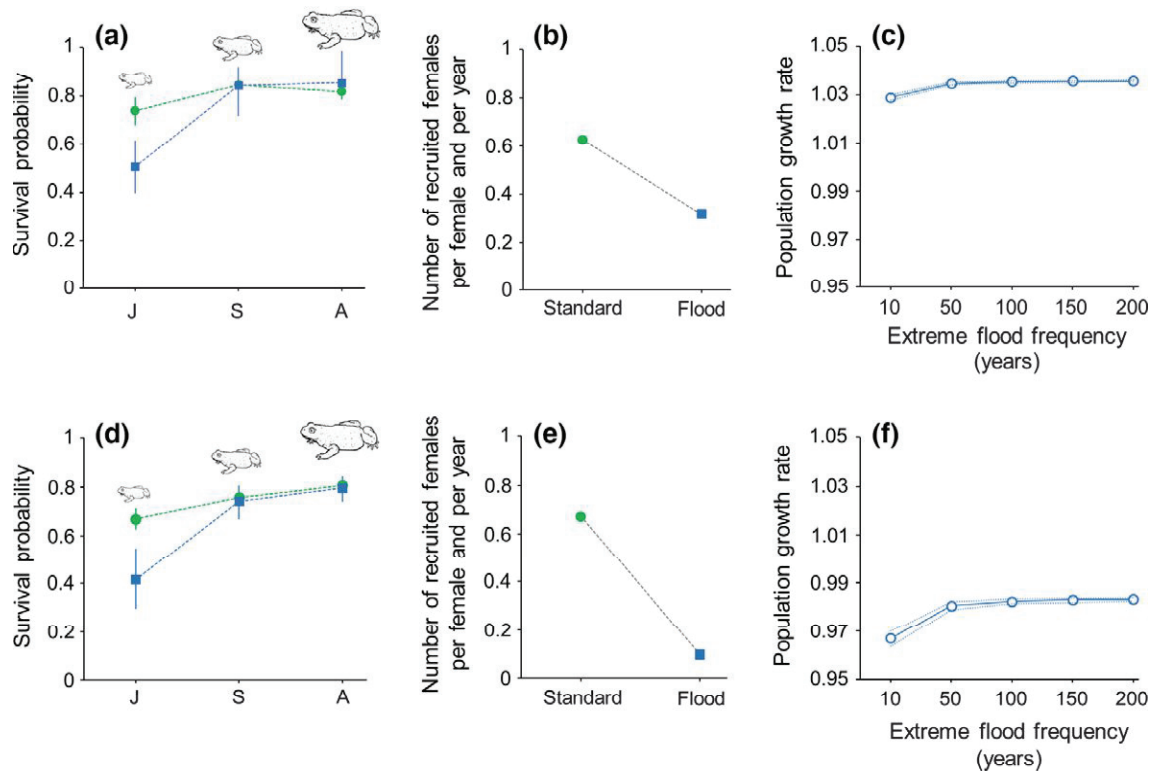 (a)
Survival probability
1
0.8
0.6
0.4
0.2
0
J
S
A
(b)
Number of recruited females
per female and per year
1
0.8
0.6
0.4
0.2
0
Standard
Flood
(c)
Population growth rate
1.05
1.03
1.01
0.99
0.97
0.95
10
50
100
150
200
Extreme flood frequency
(years)
(d)
Survival probability
1
0.8
0.6
0.4
0.2
0
J
S
A
(e)
Number of recruited females
per female and per year
1
0.8
0.6
0.4
0.2
0
Standard
Flood
(f)
Population growth rate
1.05
1.03
1.01
0.99
0.97
0.95
10
50
100
150
200
Extreme flood frequency
(years)